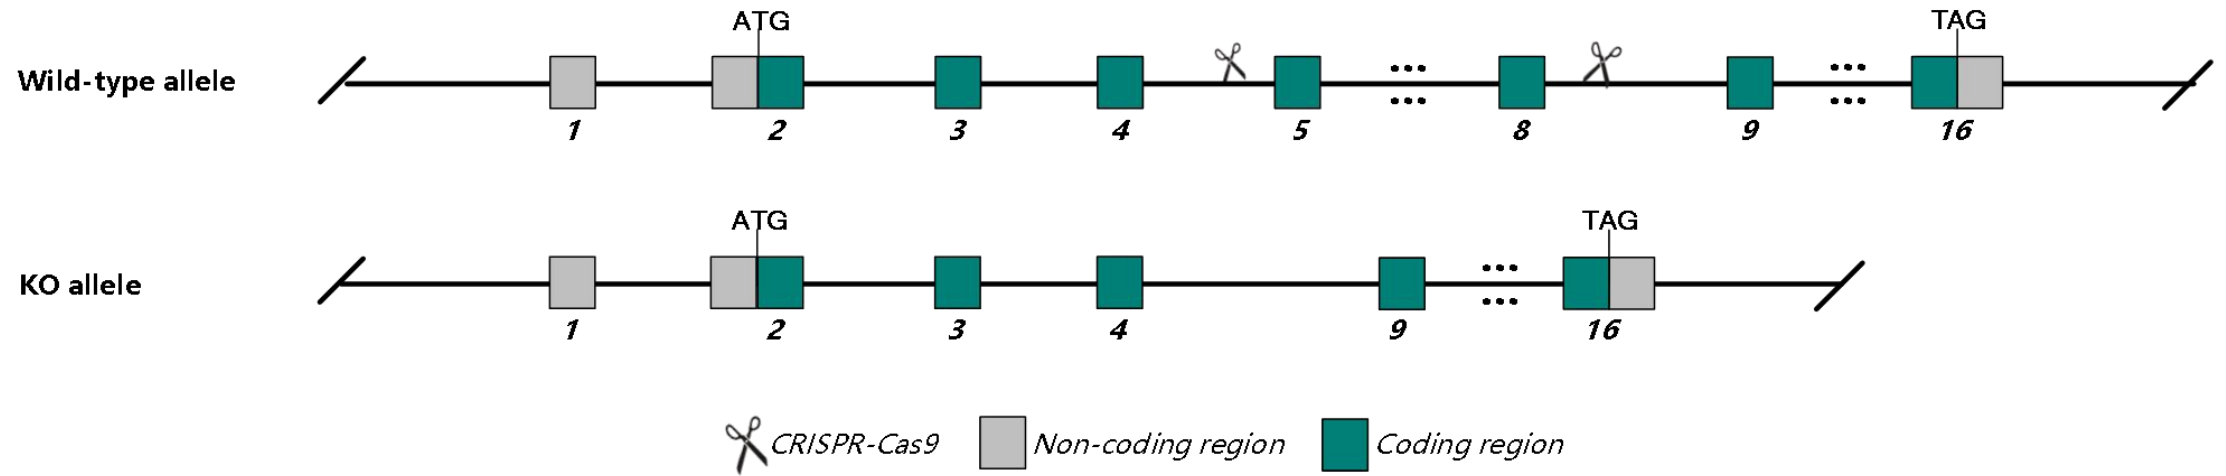 ATG TAG
Wild-type allele
1 2 3 4 5 ... ... 8 9 ... ... 16
ATG TAG
KO allele
1 2 3 4 9 ... ... 16
CRISPR-Cas9 Non-coding region Coding region